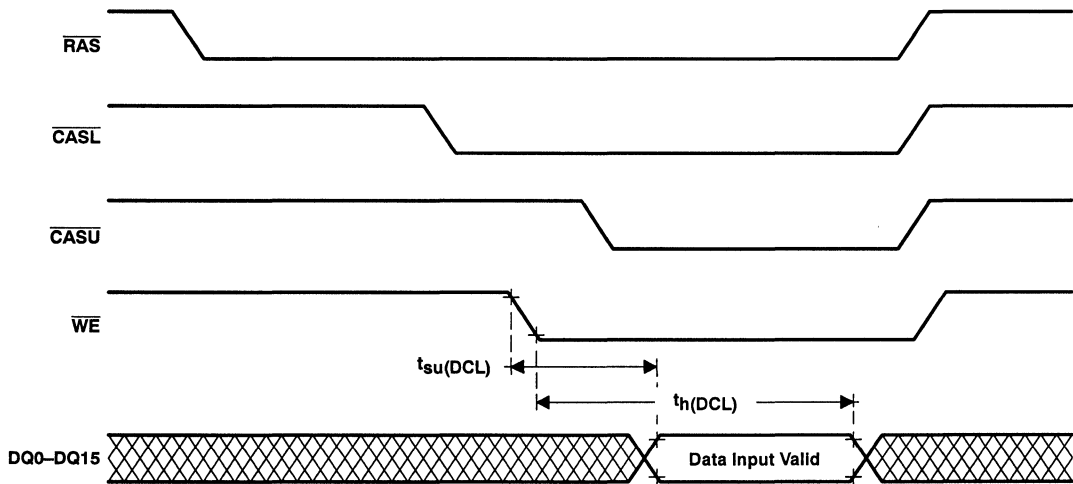 RAS
CASL
CASU
WE
tsu(DCL)
th(DCL)
DQ0–DQ15
Data Input Valid